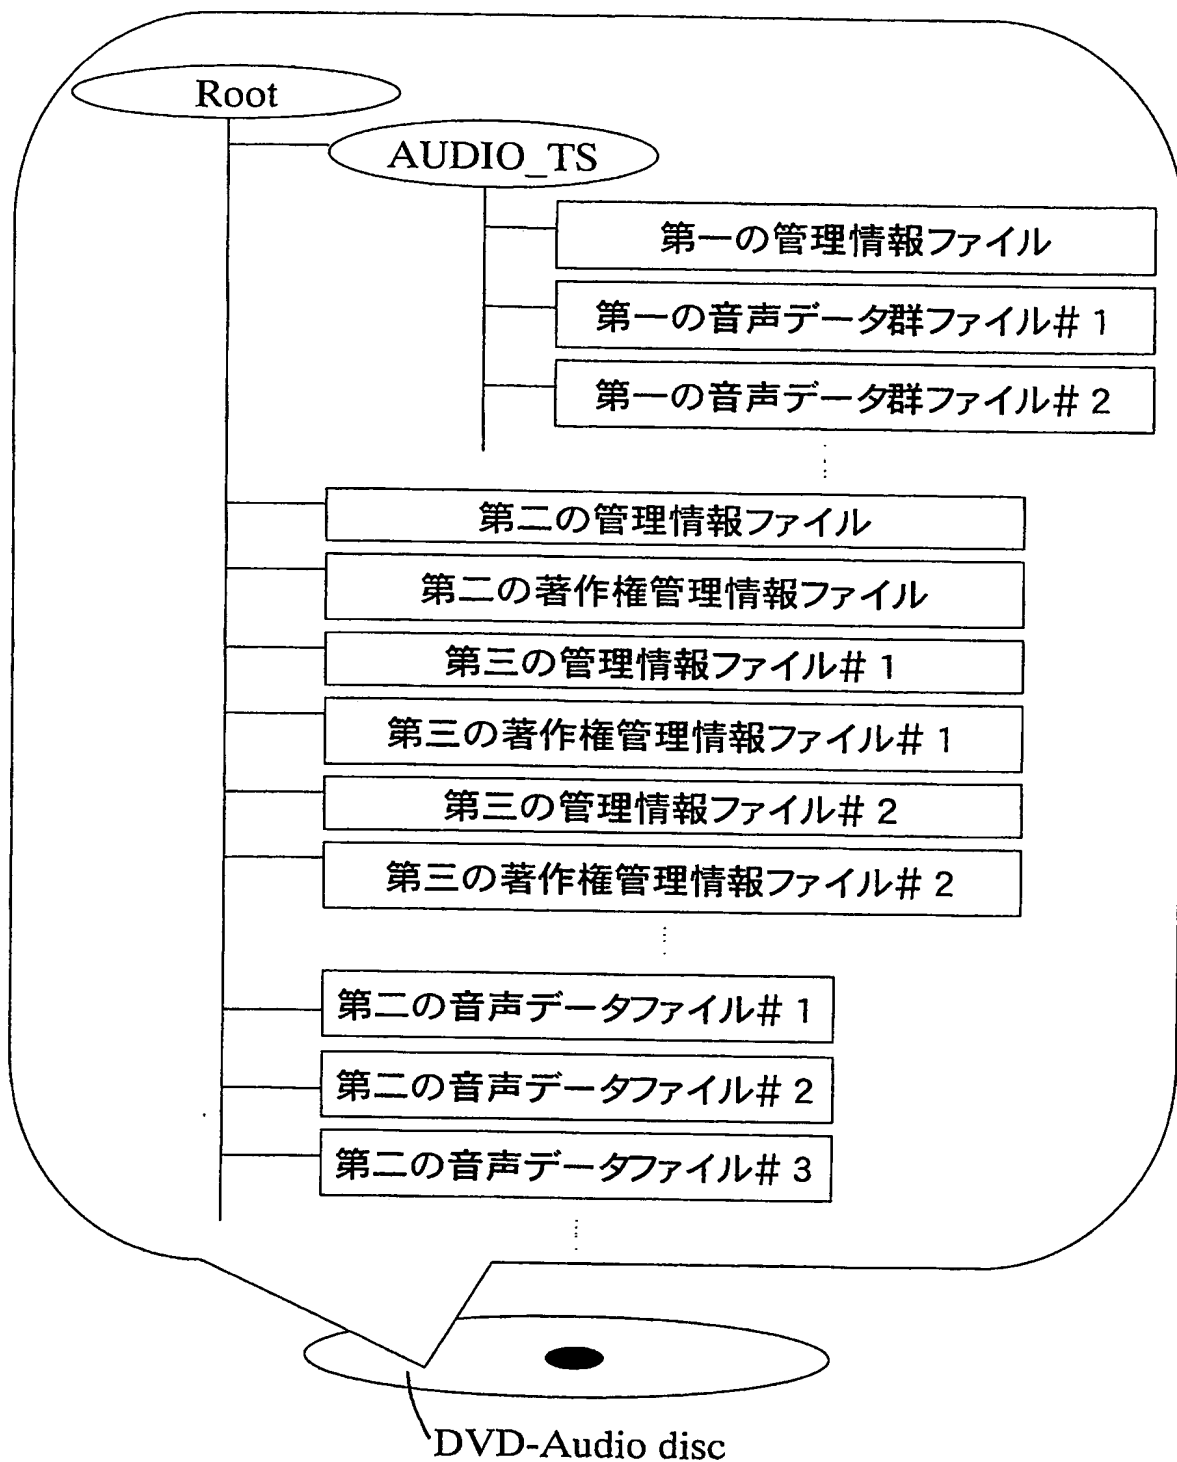 Root
AUDIO_TS
第一の管理情報ファイル
第一の音声データ群ファイル＃1
第一の音声データ群ファイル＃2
第二の管理情報ファイル
第二の著作権管理情報ファイル
第三の管理情報ファイル＃1
第三の著作権管理情報ファイル＃1
第三の管理情報ファイル＃2
第三の著作権管理情報ファイル＃2
第二の音声データファイル＃1
第二の音声データファイル＃2
第二の音声データファイル＃3
DVD-Audio disc